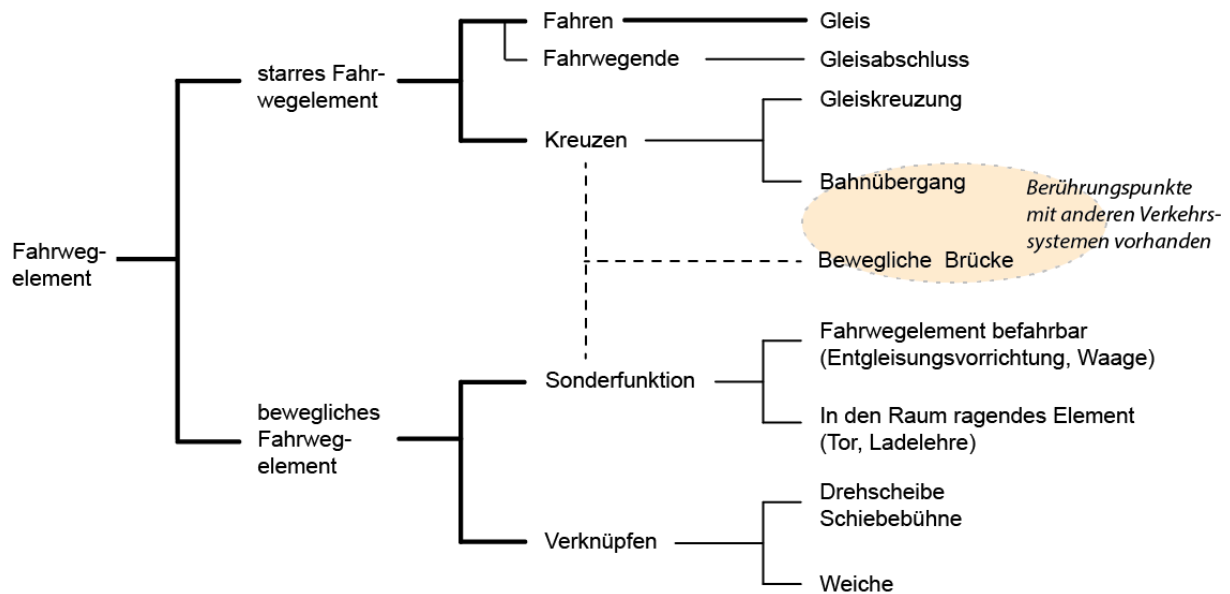 Fahren
Gleis
Fahrwegende
Gleisabschluss
starres Fahr-
wegelement
Gleiskreuzung
Kreuzen
Bahnübergang
Berührungspunkte
mit anderen Verkehrs-
systemen vorhanden
Fahrweg-
element
Bewegliche Brücke
Fahrwegelement befahrbar
(Entgleisungsvorrichtung, Waage)
Sonderfunktion
bewegliches
Fahrweg-
element
In den Raum ragendes Element
(Tor, Ladelehre)
Drehscheibe
Schiebebühne
Verknüpfen
Weiche